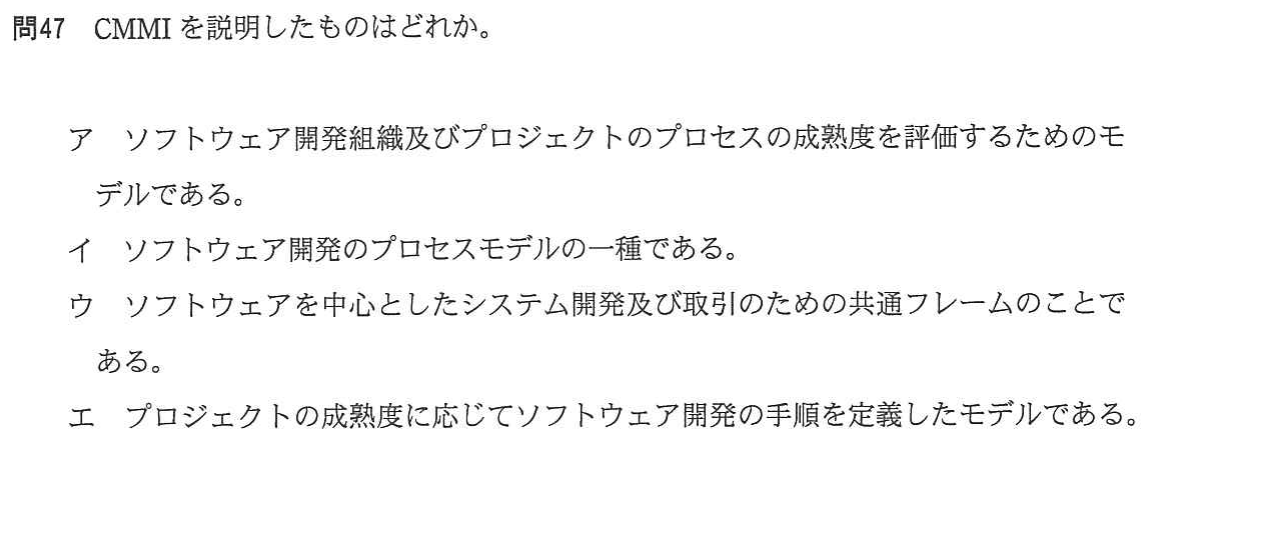 問47 CMMI を説明したものはどれか。
ア ソフトウェア開発組織及びプロジェクトのプロセスの成熟度を評価するためのモ
デルである。
イ ソフトウェア開発のプロセスモデルの一種である。
ウ ソフトウェアを中心としたシステム開発及び取引のための共通フレームのことで
ある。
エ プロジェクトの成熟度に応じてソフトウェア開発の手順を定義したモデルである。